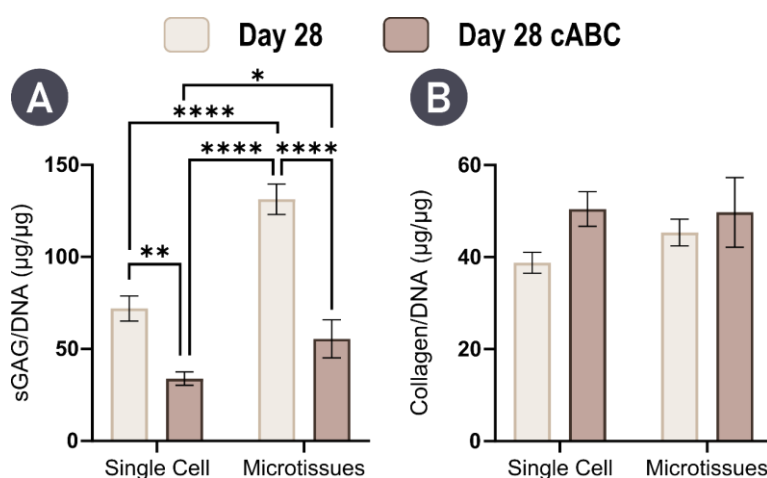 Day 28
Day 28 cABC
A
*
****
**** ****
**
150
100
50
0
sGAG/DNA (µg/µg)
Single Cell
Microtissues
B
60
40
20
0
Collagen/DNA (µg/µg)
Single Cell
Microtissues